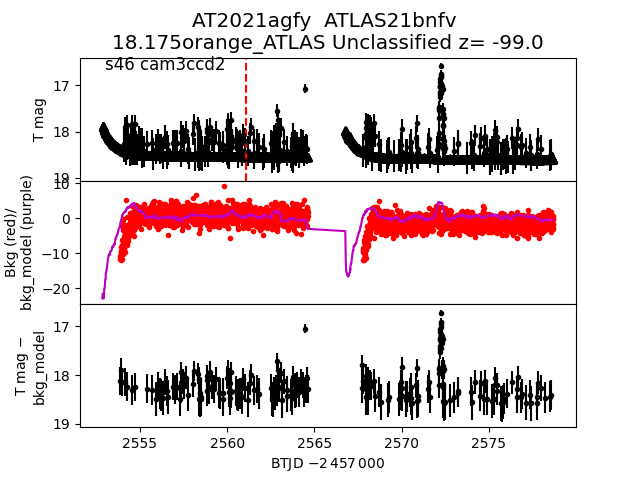 AT2021agfy ATLAS21bnfv
18.175orange_ATLAS Unclassified z= -99.0
s46 cam3ccd2
T mag
17
18
19
Bkg (red)/
bkg_model (purple)
10
0
−10
−20
T mag −
bkg_model
17
18
19
2555
2560
2565
2570
2575
BTJD −2 457 000